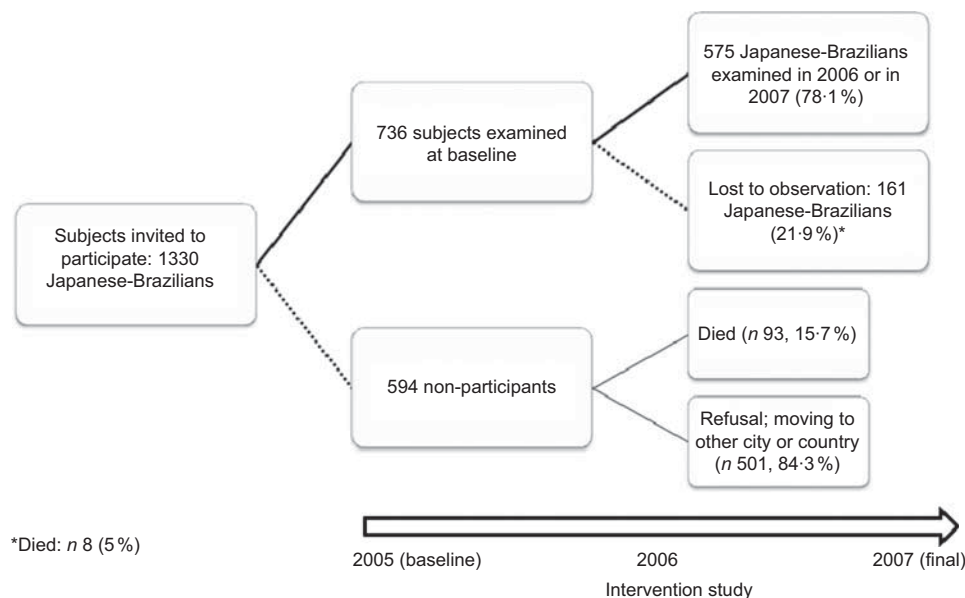 Subjects invited to
participate: 1330
Japanese-Brazilians
736 subjects examined
at baseline
594 non-participants
575 Japanese-Brazilians
examined in 2006 or in
2007 (78·1 %)
Lost to observation: 161
Japanese-Brazilians
(21·9 %)*
Died (n 93, 15·7 %)
Refusal; moving to
other city or country
(n 501, 84·3 %)
*Died: n 8 (5 %)
2005 (baseline) 2006 2007 (final)
Intervention study